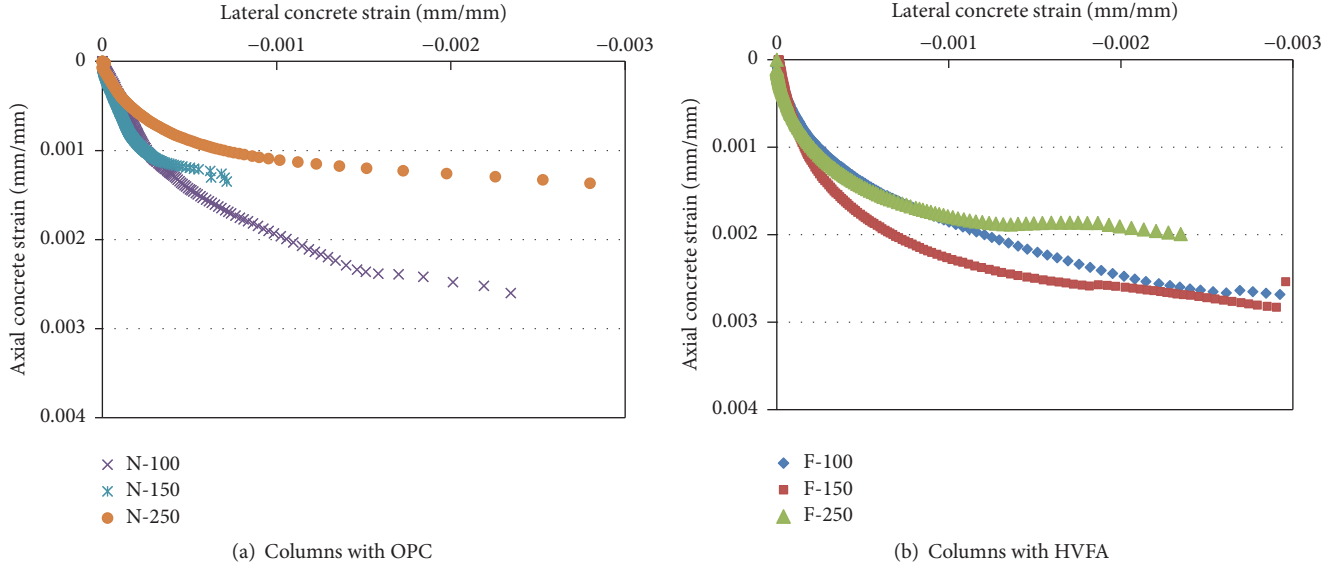 Lateral concrete strain (mm/mm)
0 −0.001 −0.002 −0.003
0
0.001
0.002
0.003
0.004
Axial concrete strain (mm/mm)
N-100
N-150
N-250
(a) Columns with OPC
Lateral concrete strain (mm/mm)
0 −0.001 −0.002 −0.003
0
0.001
0.002
0.003
0.004
Axial concrete strain (mm/mm)
F-100
F-150
F-250
(b) Columns with HVFA